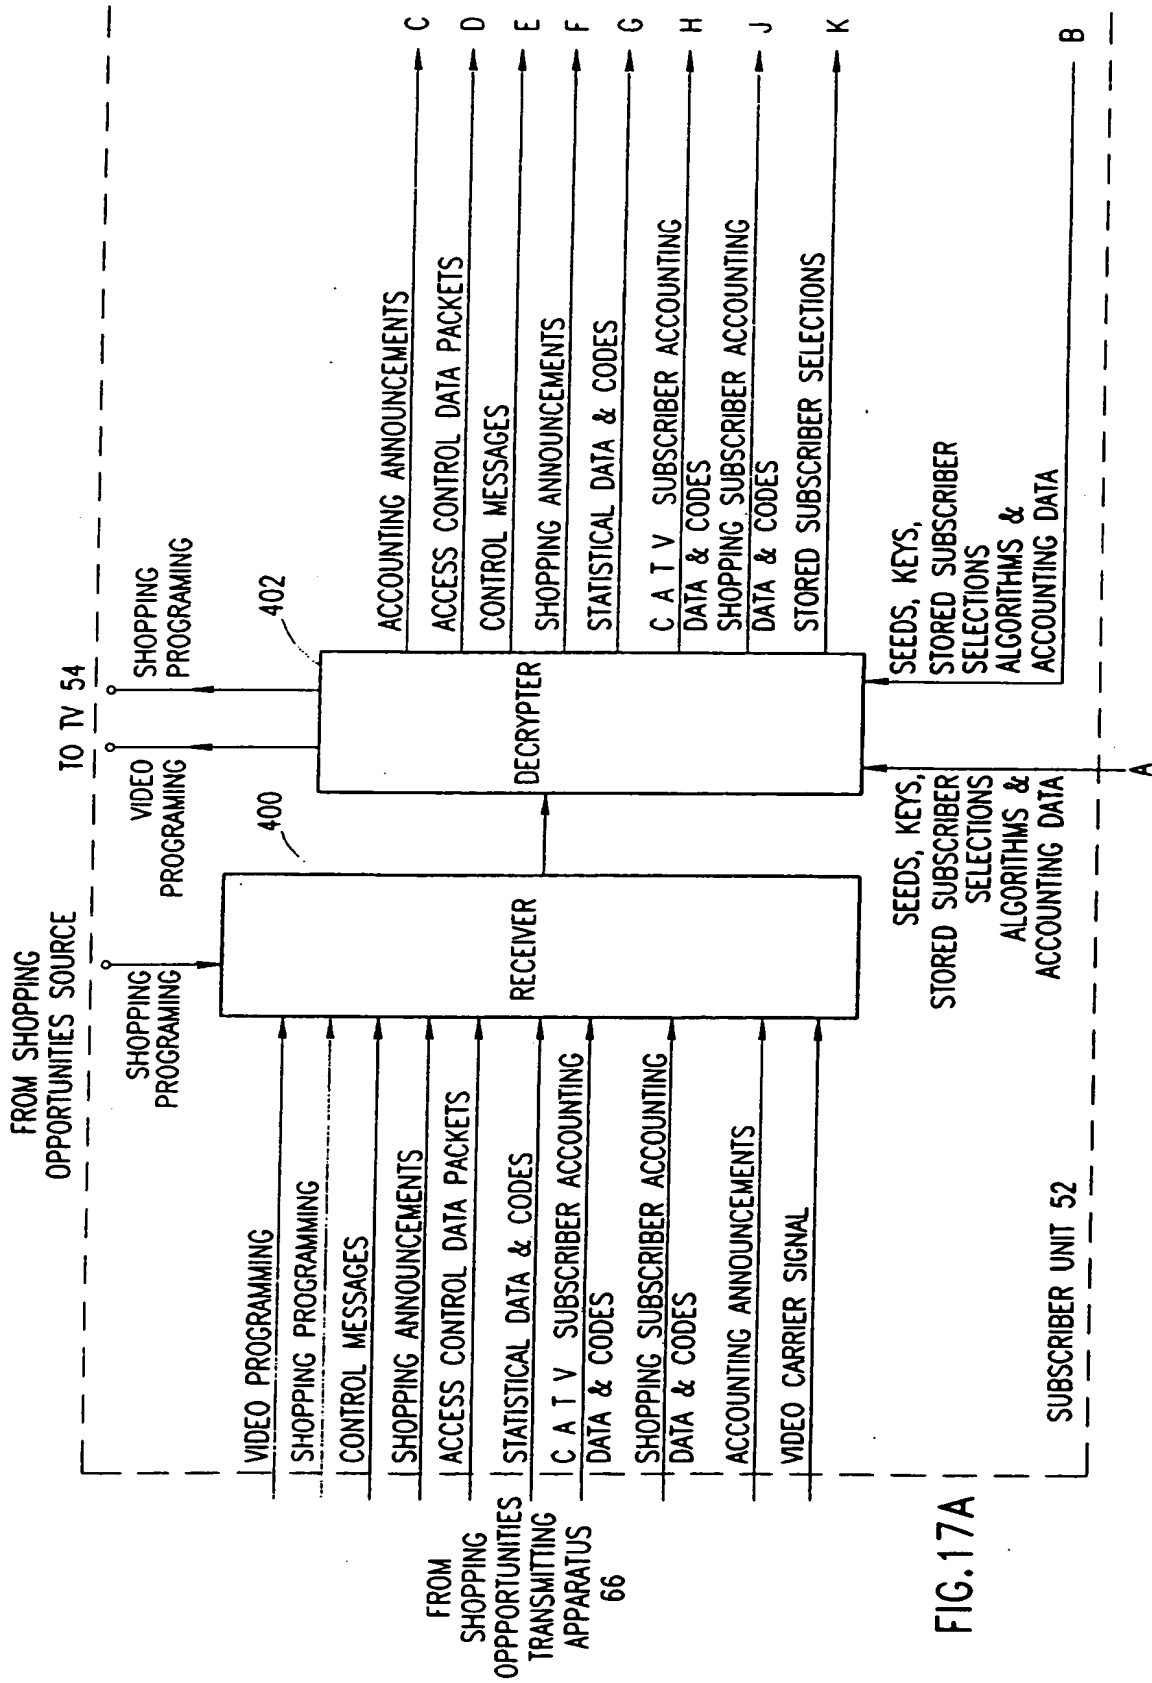 FROM SHOPPING
OPPORTUNITIES SOURCE
TO TV 54
SHOPPING
PROGRAMING
VIDEO
PROGRAMING
SHOPPING
PROGRAMING
400
402
FROM
SHOPPING
OPPPORTUNITIES
TRANSMITTING
APPARATUS
66
VIDEO PROGRAMMING
SHOPPING PROGRAMMING
CONTROL MESSAGES
SHOPPING ANNOUNCEMENTS
ACCESS CONTROL DATA PACKETS
STATISTICAL DATA & CODES
C A T V SUBSCRIBER ACCOUNTING
DATA & CODES
SHOPPING SUBSCRIBER ACCOUNTING
DATA & CODES
ACCOUNTING ANNOUNCEMENTS
VIDEO CARRIER SIGNAL
RECEIVER
DECRYPTER
ACCOUNTING ANNOUNCEMENTS
C
ACCESS CONTROL DATA PACKETS
D
CONTROL MESSAGES
E
SHOPPING ANNOUNCEMENTS
F
STATISTICAL DATA & CODES
G
C A T V SUBSCRIBER ACCOUNTING
DATA & CODES
H
SHOPPING SUBSCRIBER ACCOUNTING
DATA & CODES
J
STORED SUBSCRIBER SELECTIONS
K
SEEDS, KEYS,
STORED SUBSCRIBER
SELECTIONS
ALGORITHMS &
ACCOUNTING DATA
A
SEEDS, KEYS,
STORED SUBSCRIBER
SELECTIONS
ALGORITHMS &
ACCOUNTING DATA
B
SUBSCRIBER UNIT 52
FIG.17A